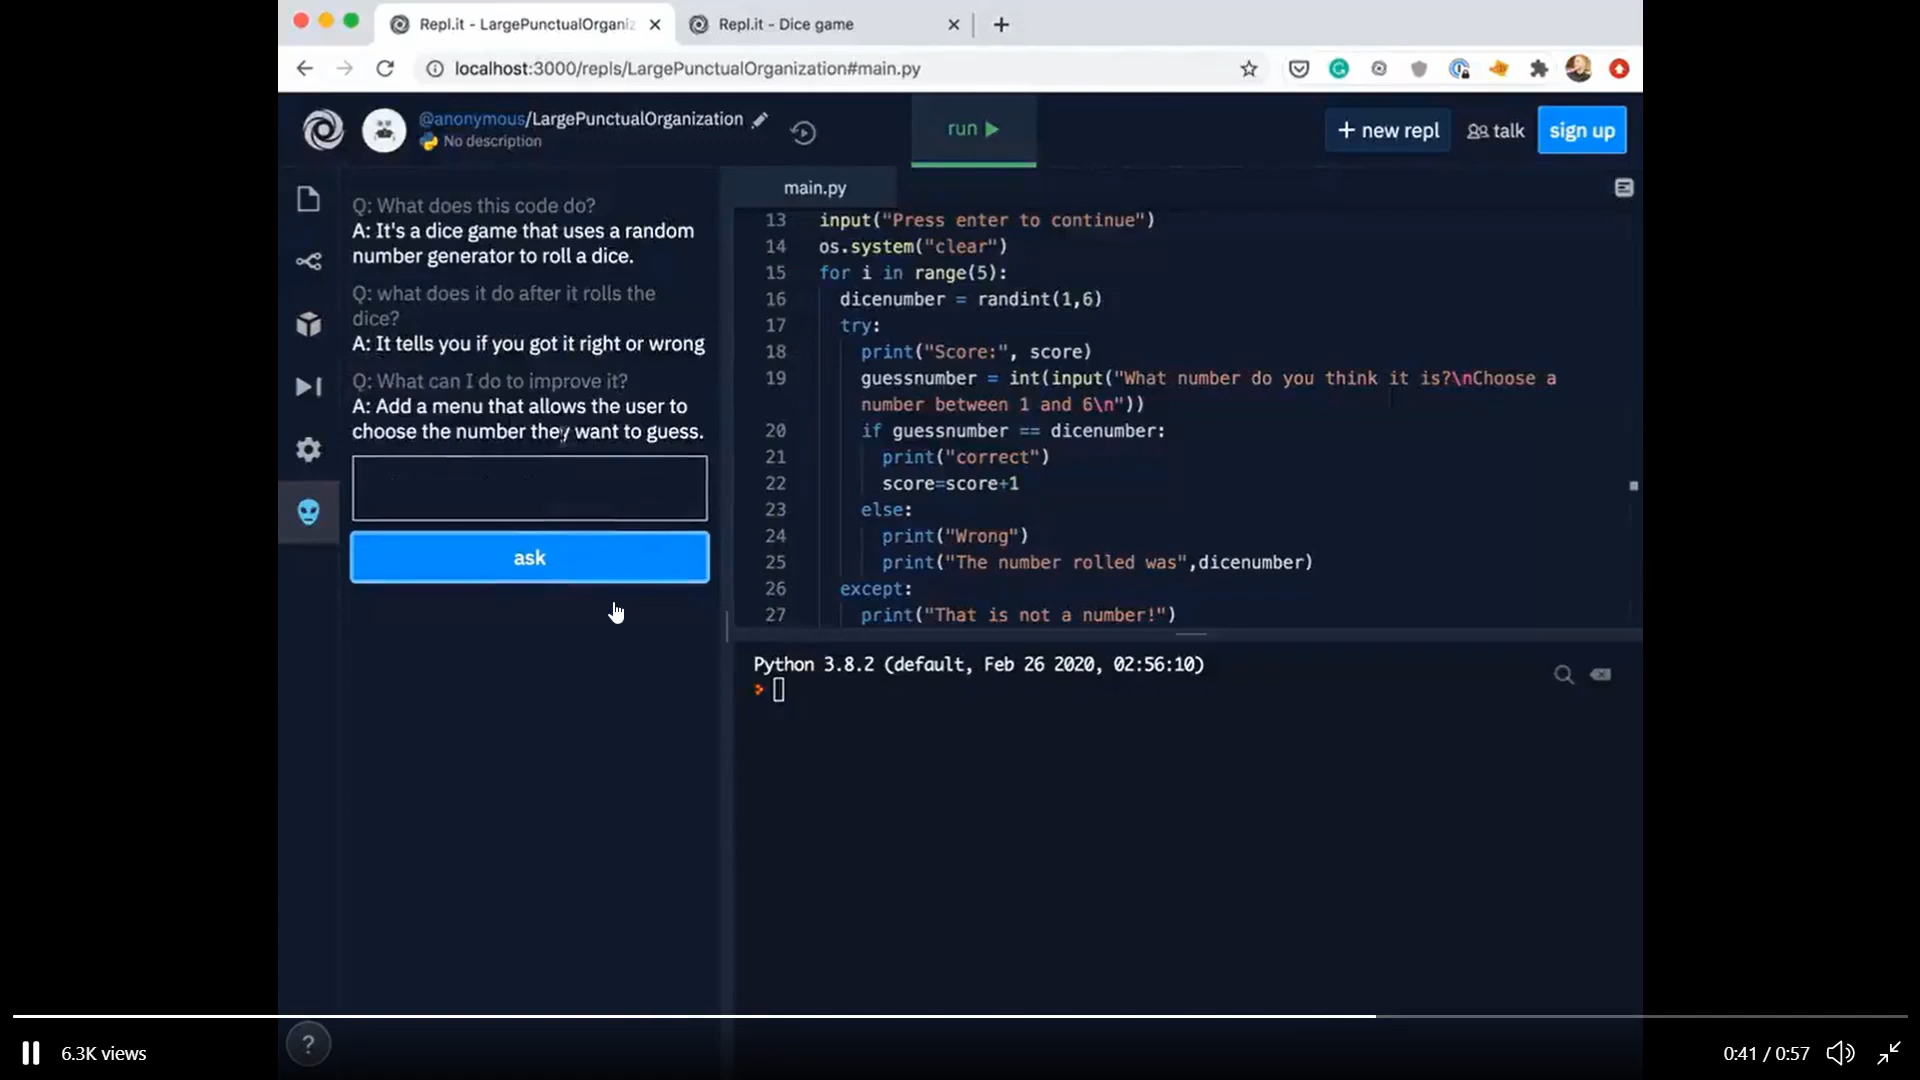 Repl.it - LargePunctualOrganiz
Repl.it - Dice game
localhost:3000/repls/LargePunctualOrganization#main.py
@anonymous/LargePunctualOrganization
No description
run
+ new repl
talk
sign up
Q: What does this code do?
A: It's a dice game that uses a random
number generator to roll a dice.
Q: what does it do after it rolls the
dice?
A: It tells you if you got it right or wrong
Q: What can I do to improve it?
A: Add a menu that allows the user to
choose the number they want to guess.
ask
main.py
13 input("Press enter to continue")
14 os.system("clear")
15 for i in range(5):
16 dicenumber = randint(1,6)
17 try:
18 print("Score:", score)
19 guessnumber = int(input("What number do you think it is?\nChoose a
number between 1 and 6\n"))
20 if guessnumber == dicenumber:
21 print("correct")
22 score=score+1
23 else:
24 print("Wrong")
25 print("The number rolled was",dicenumber)
26 except:
27 print("That is not a number!")
Python 3.8.2 (default, Feb 26 2020, 02:56:10)
?
6.3K views
0:41 / 0:57